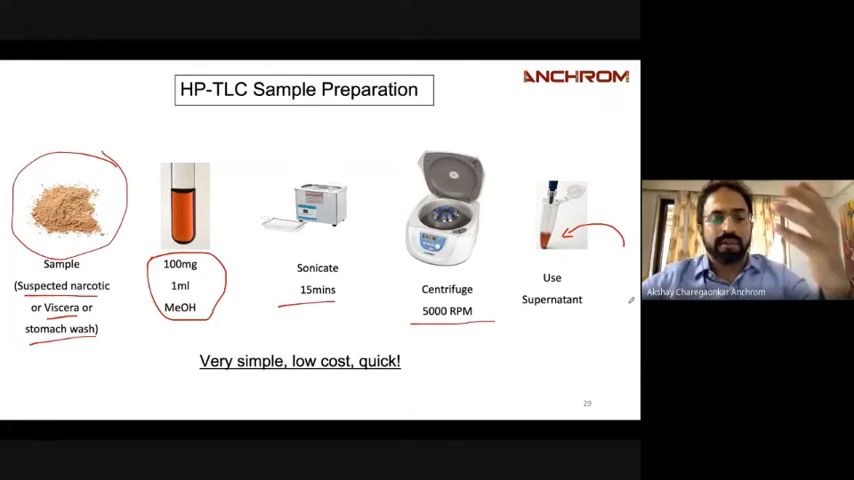 HP-TLC Sample Preparation
ANCHROM
Sample
(Suspected narcotic
or Viscera or
stomach wash)
100mg
1ml
MeOH
Sonicate
15mins
Centrifuge
5000 RPM
Use
Supernatant
Very simple, low cost, quick!
29
Akshay Charegaonkar Anchrom